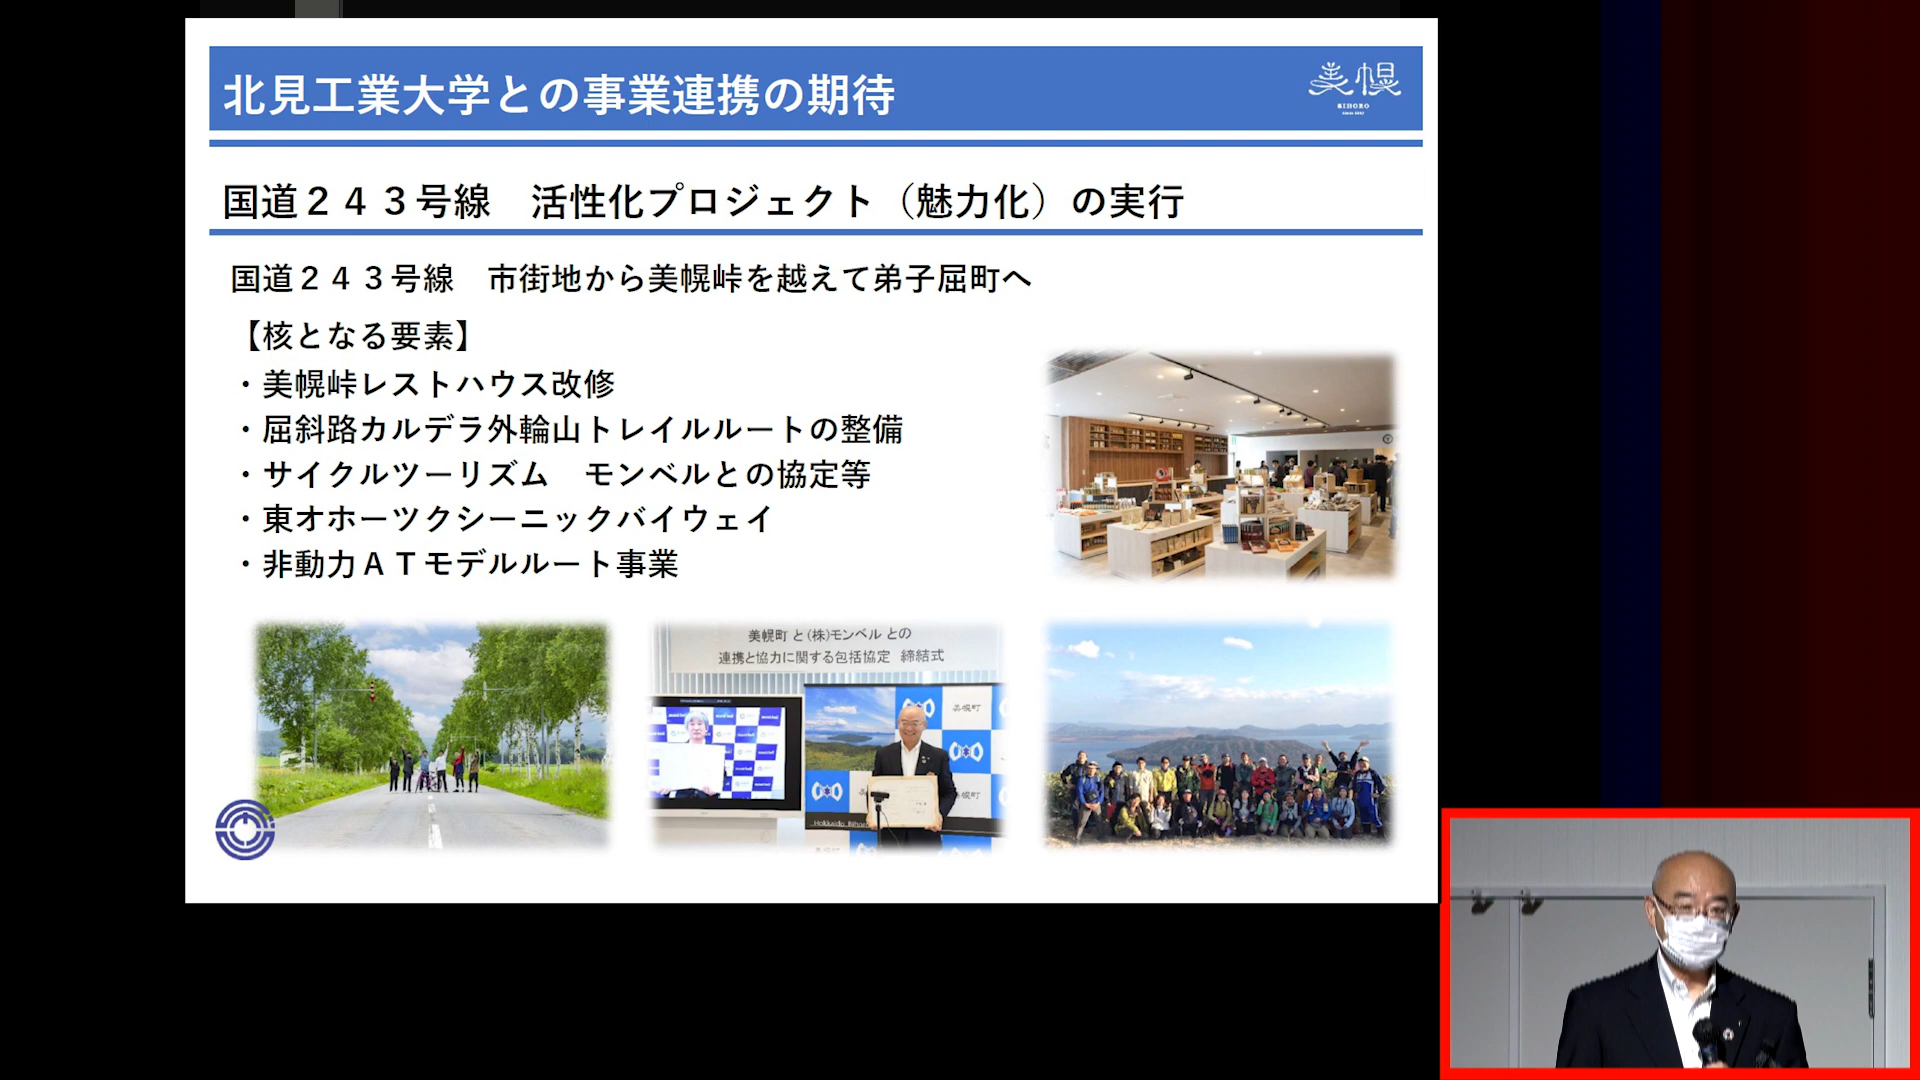 北見工業大学との事業連携の期待
美幌
BIHORO
国道２４３号線　活性化プロジェクト（魅力化）の実行
国道２４３号線　市街地から美幌峠を越えて弟子屈町へ
【核となる要素】
・美幌峠レストハウス改修
・屈斜路カルデラ外輪山トレイルルートの整備
・サイクルツーリズム　モンベルとの協定等
・東オホーツクシーニックバイウェイ
・非動力ＡＴモデルルート事業
美幌町 と (株)モンベル との
連携と協力に関する包括協定 締結式
美幌町